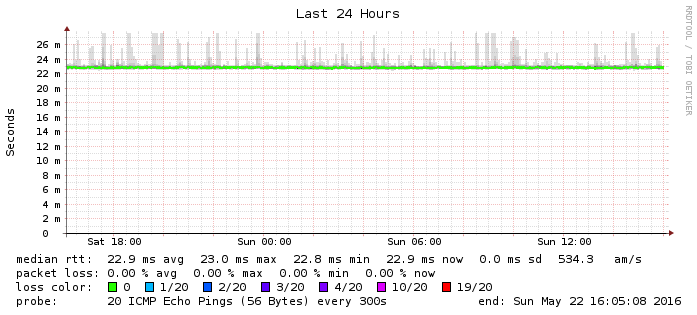 Last 24 Hours
RRDTOOL / TOBI OETIKER
Seconds
26 m
24 m
22 m
20 m
18 m
16 m
14 m
12 m
10 m
8 m
6 m
4 m
2 m
0
Sat 18:00 Sun 00:00 Sun 06:00 Sun 12:00
median rtt: 22.9 ms avg 23.0 ms max 22.8 ms min 22.9 ms now 0.0 ms sd 534.3 am/s
packet loss: 0.00 % avg 0.00 % max 0.00 % min 0.00 % now
loss color: 0 1/20 2/20 3/20 4/20 10/20 19/20
probe: 20 ICMP Echo Pings (56 Bytes) every 300s end: Sun May 22 16:05:08 2016